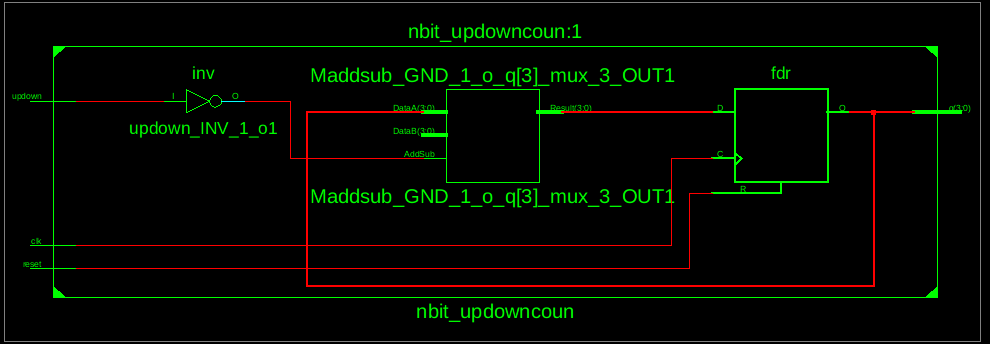 nbit_updowncoun:1
inv
Maddsub_GND_1_o_q[3]_mux_3_OUT1
fdr
updown
I
O
DataA(3:0)
Result(3:0)
D
Q
q(3:0)
updown_INV_1_o1
DataB(3:0)
AddSub
C
Maddsub_GND_1_o_q[3]_mux_3_OUT1
R
clk
reset
nbit_updowncoun